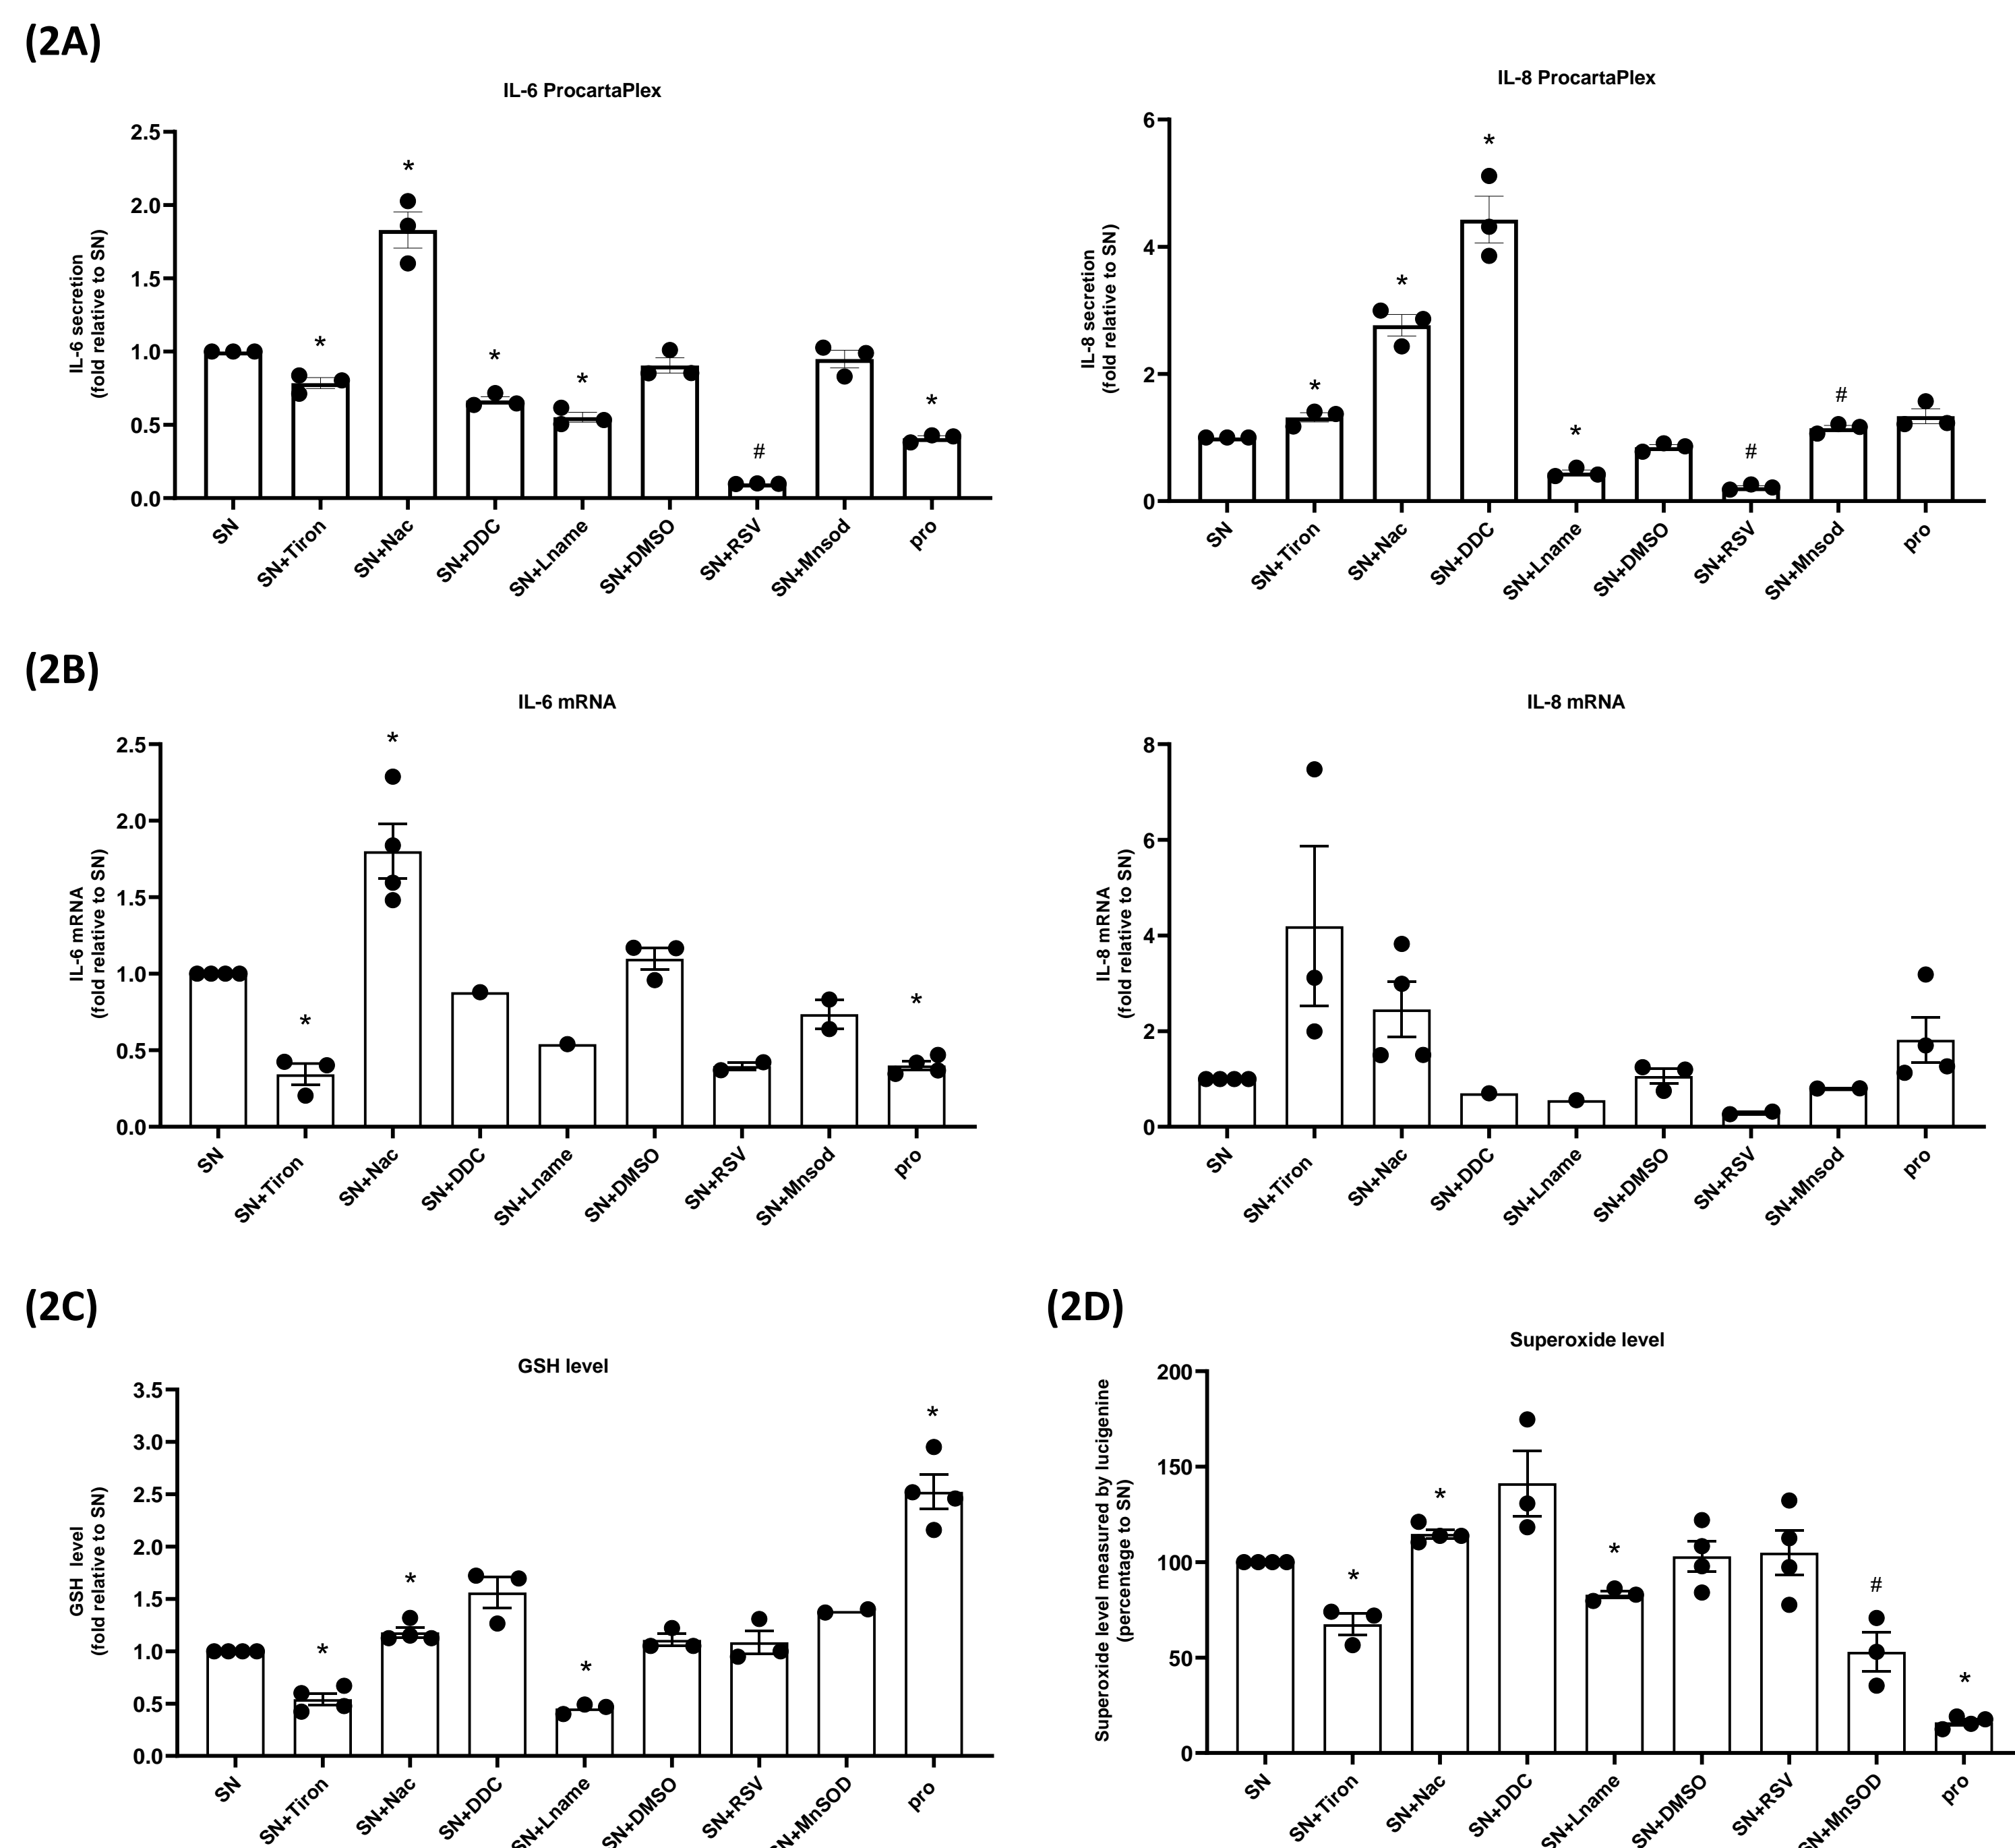 (2A)
IL-6 ProcartaPlex
IL-6 secretion
(fold relative to SN)
2.5
2.0
1.5
1.0
0.5
0.0
*
*
*
*
#
*
SN
SN+Tiron
SN+Nac
SN+DDC
SN+Lname
SN+DMSO
SN+RSV
SN+Mnsod
pro
IL-8 ProcartaPlex
IL-8 secretion
(fold relative to SN)
6
4
2
0
*
*
*
*
#
#
SN
SN+Tiron
SN+Nac
SN+DDC
SN+Lname
SN+DMSO
SN+RSV
SN+Mnsod
pro
(2B)
IL-6 mRNA
IL-6 mRNA
(fold relative to SN)
2.5
2.0
1.5
1.0
0.5
0.0
*
*
*
SN
SN+Tiron
SN+Nac
SN+DDC
SN+Lname
SN+DMSO
SN+RSV
SN+Mnsod
pro
IL-8 mRNA
IL-8 mRNA
(fold relative to SN)
8
6
4
2
0
SN
SN+Tiron
SN+Nac
SN+DDC
SN+Lname
SN+DMSO
SN+RSV
SN+Mnsod
pro
(2C)
GSH level
GSH level
(fold relative to SN)
3.5
3.0
2.5
2.0
1.5
1.0
0.5
0.0
*
*
*
*
SN
SN+Tiron
SN+Nac
SN+DDC
SN+Lname
SN+DMSO
SN+RSV
SN+MnSOD
pro
(2D)
Superoxide level
Superoxide level measured by lucigenine
(percentage to SN)
200
150
100
50
0
*
*
*
#
*
SN
SN+Tiron
SN+Nac
SN+DDC
SN+Lname
SN+DMSO
SN+RSV
SN+MnSOD
pro